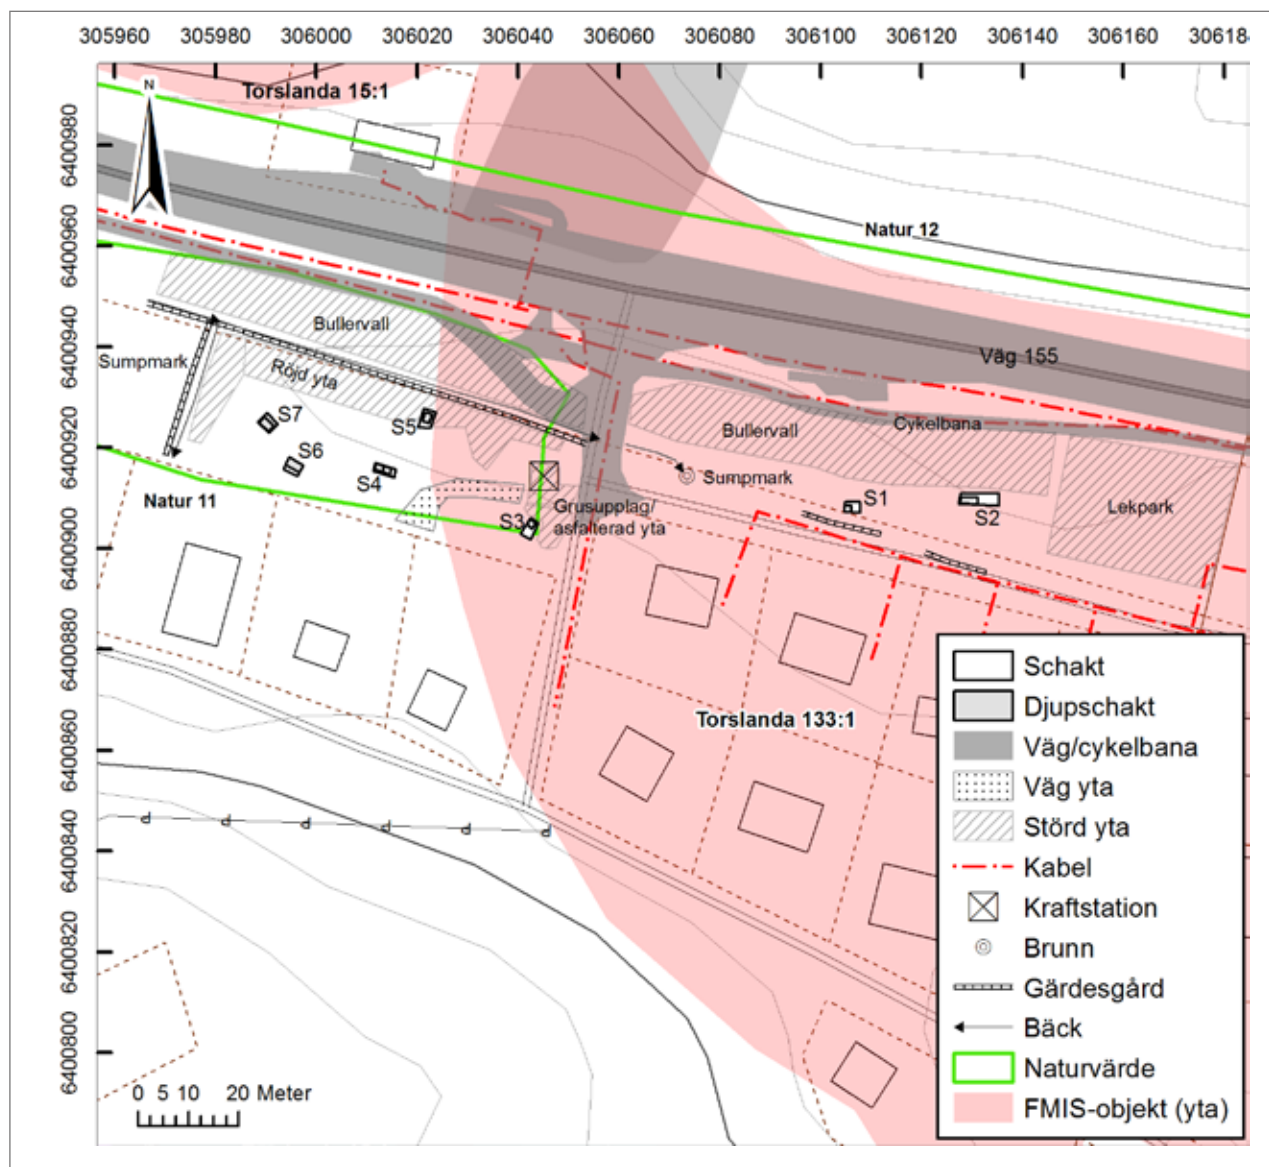 305960 305980 306000 306020 306040 306060 306080 306100 306120 306140 306160 30618
N
Torslanda 15:1
6400980
6400960
6400940
6400920
6400900
6400880
6400860
6400840
6400820
6400800
Natur 12
Bullervall
Väg 155
Sumpmark
Röjd yta
S7
S5
Bullervall
Cykelbana
S6
S4
Sumpmark
Natur 11
S3
Grusupplag/
asfalterad yta
S1
S2
Lekpark
Torslanda 133:1
Schakt
Djupschakt
Väg/cykelbana
Väg yta
Störd yta
Kabel
Kraftstation
Brunn
Gärdesgård
Bäck
Naturvärde
FMIS-objekt (yta)
0 5 10 20 Meter